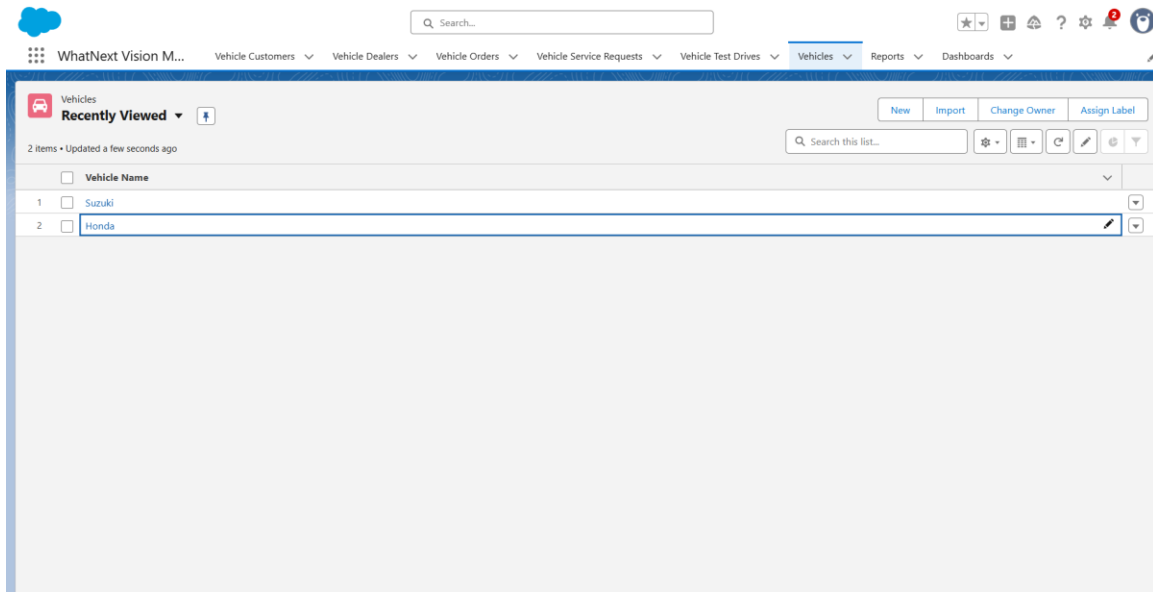 Search...
2
WhatNext Vision M... Vehicle Customers Vehicle Dealers Vehicle Orders Vehicle Service Requests Vehicle Test Drives Vehicles Reports Dashboards
Vehicles
Recently Viewed
New Import Change Owner Assign Label
2 items • Updated a few seconds ago
Search this list...
Vehicle Name
1 Suzuki
2 Honda